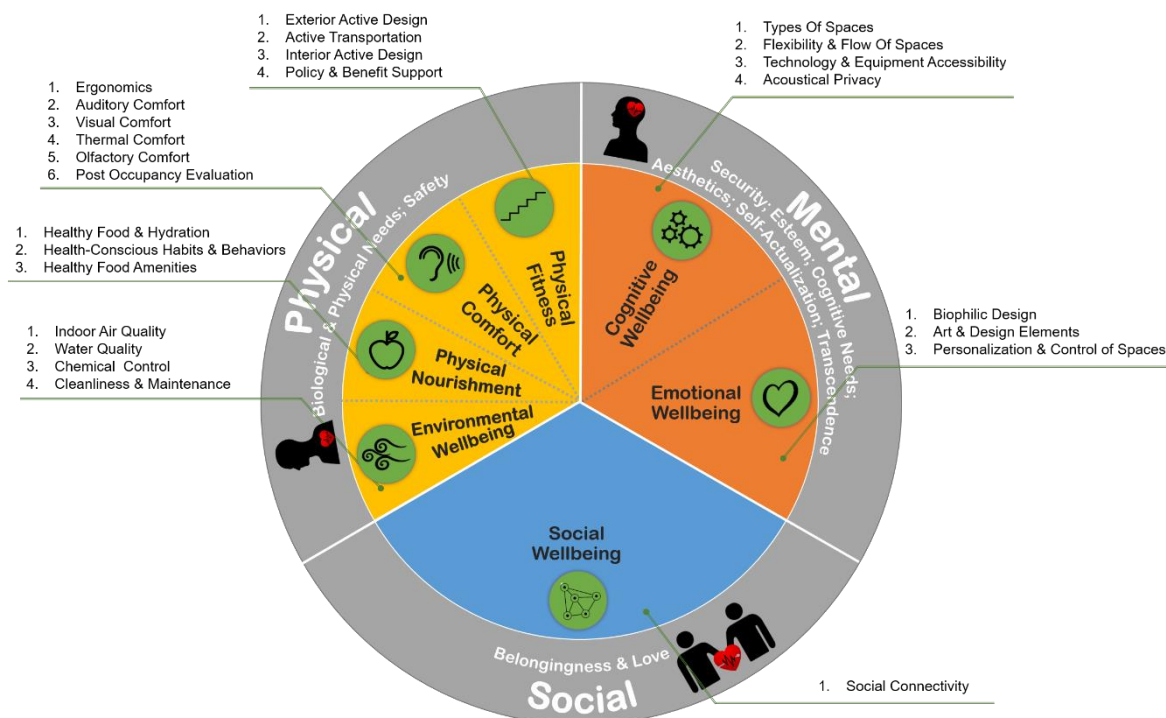 1. Exterior Active Design
2. Active Transportation
3. Interior Active Design
4. Policy & Benefit Support
1. Types Of Spaces
2. Flexibility & Flow Of Spaces
3. Technology & Equipment Accessibility
4. Acoustical Privacy
1. Ergonomics
2. Auditory Comfort
3. Visual Comfort
4. Thermal Comfort
5. Olfactory Comfort
6. Post Occupancy Evaluation
1. Healthy Food & Hydration
2. Health-Conscious Habits & Behaviors
3. Healthy Food Amenities
1. Indoor Air Quality
2. Water Quality
3. Chemical Control
4. Cleanliness & Maintenance
1. Biophilic Design
2. Art & Design Elements
3. Personalization & Control of Spaces
Physical
Biological & Physical Needs; Safety
Physical
Fitness
Physical
Comfort
Physical
Nourishment
Environmental
Wellbeing
Mental
Security; Esteem; Cognitive Needs;
Aesthetics; Self-Actualization; Transcendence
Cognitive
Wellbeing
Emotional
Wellbeing
Social
Wellbeing
Belongingness & Love
Social
1. Social Connectivity